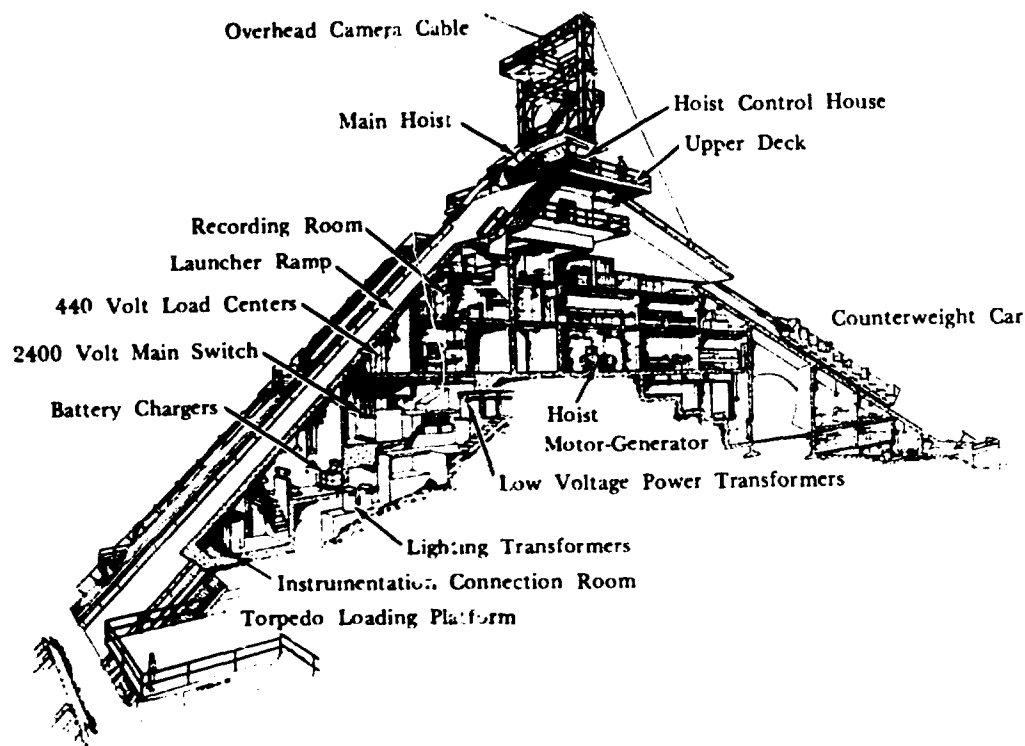 Overhead Camera Cable
Hoist Control House
Main Hoist
Upper Deck
Recording Room
Launcher Ramp
440 Volt Load Centers
Counterweight Car
2400 Volt Main Switch
Battery Chargers
Hoist
Motor-Generator
Low Voltage Power Transformers
Lighting Transformers
Instrumentation Connection Room
Torpedo Loading Platform